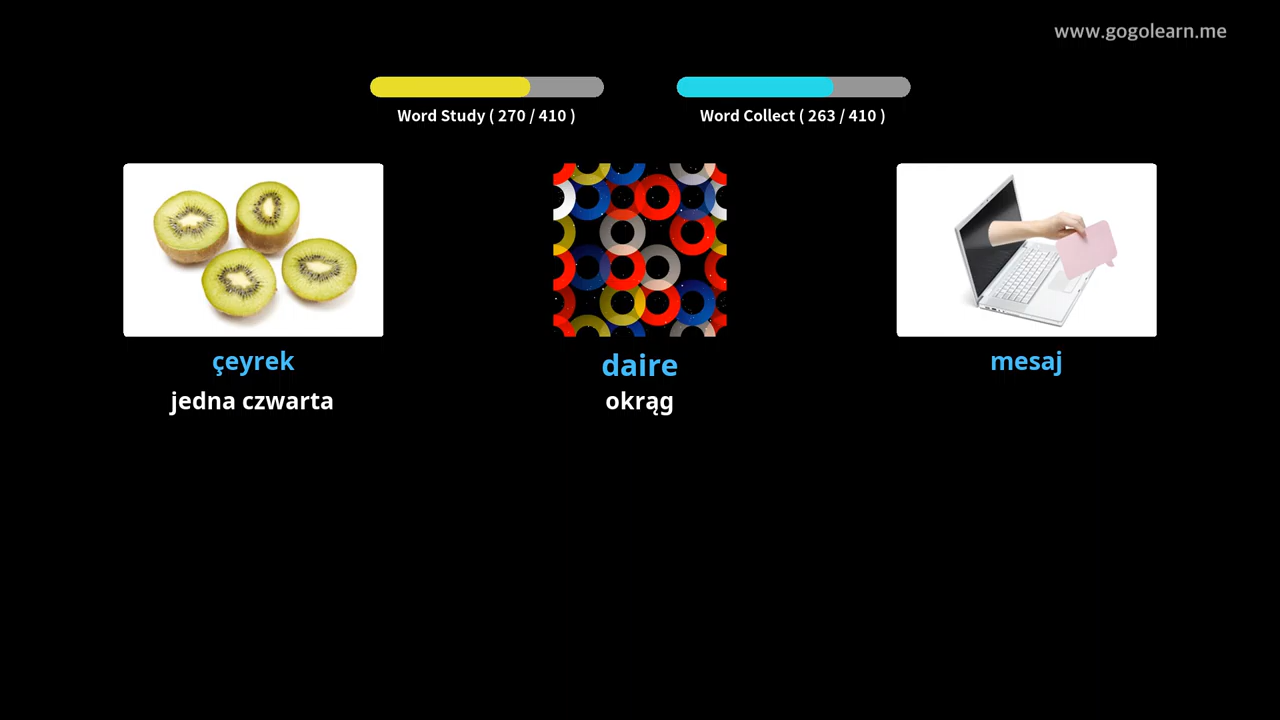 www.gogolearn.me
Word Study ( 270 / 410 )
Word Collect ( 263 / 410 )
çeyrek
daire
mesaj
jedna czwarta
okrąg